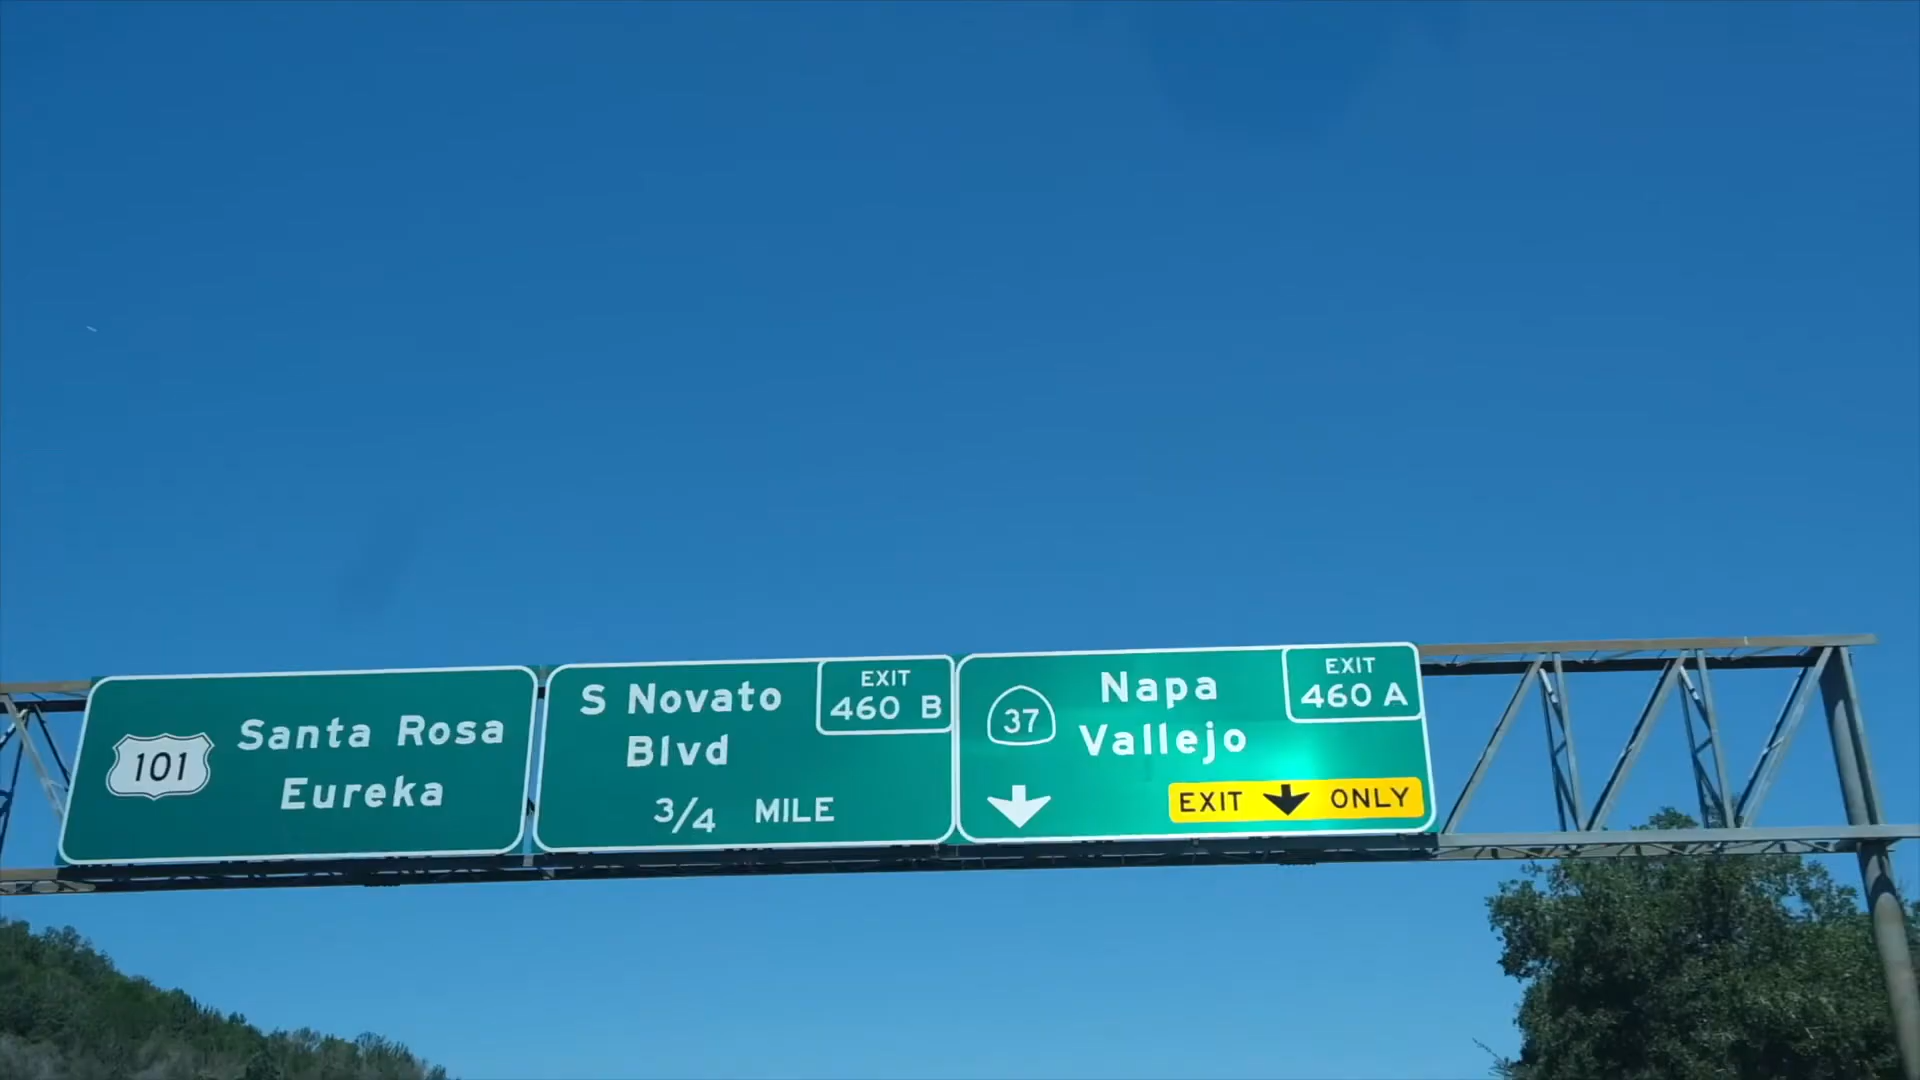 101
Santa Rosa
Eureka
S Novato
Blvd
3/4 MILE
EXIT
460 B
37
Napa
Vallejo
EXIT
460 A
EXIT ONLY